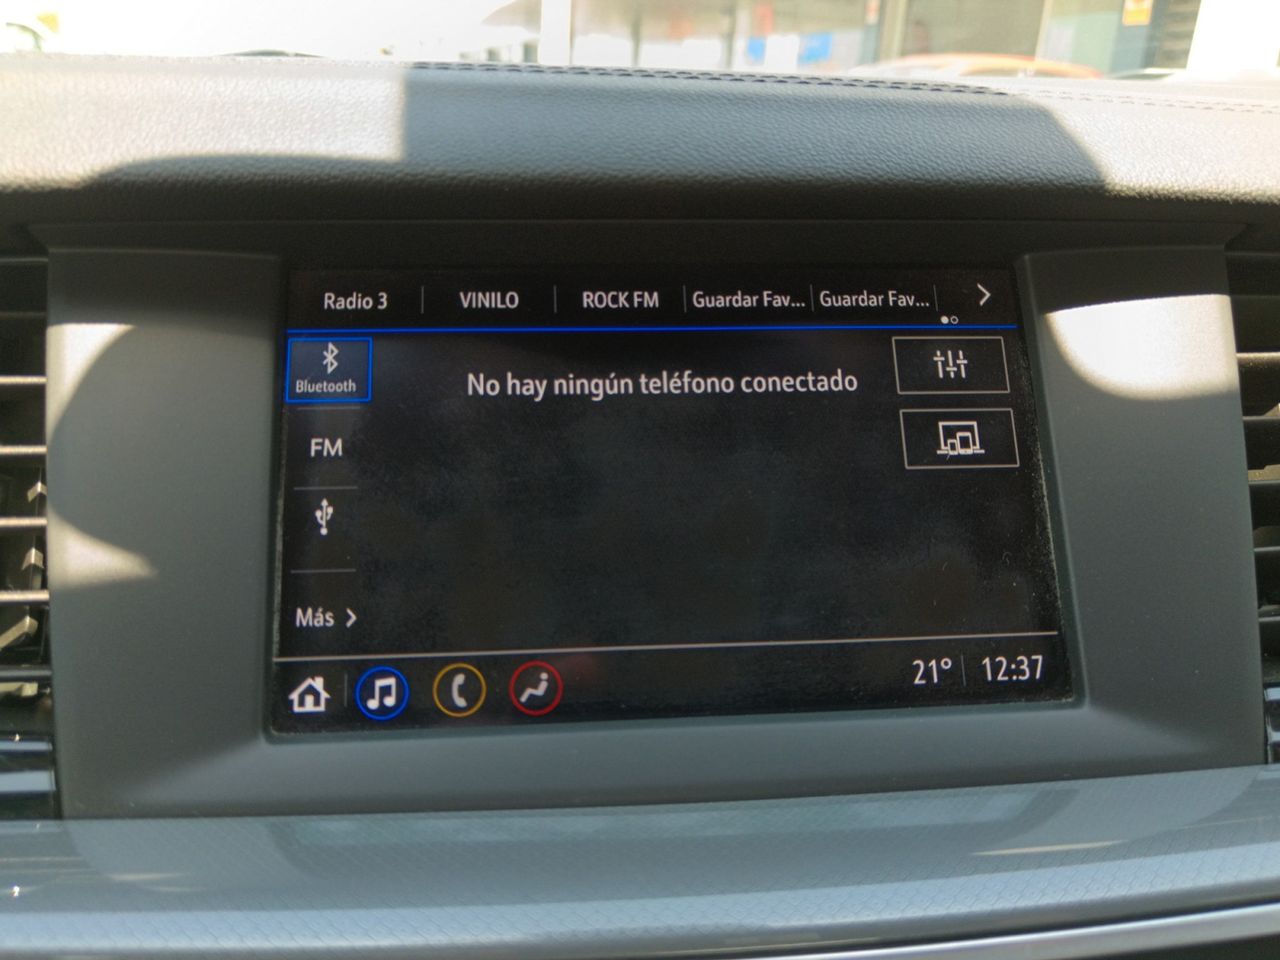 Radio 3
VINILO
ROCK FM
Guardar Fav...
Guardar Fav...
Bluetooth
No hay ningún teléfono conectado
FM
Más
21°
12:37